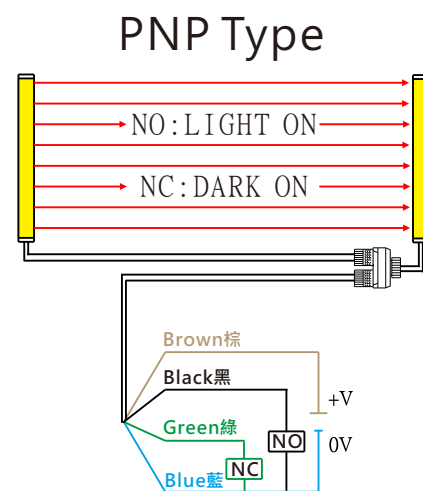 PNP Type
NO:LIGHT ON
NC:DARK ON
Brown棕
Black黑
+V
Green綠
NO
0V
NC
Blue藍